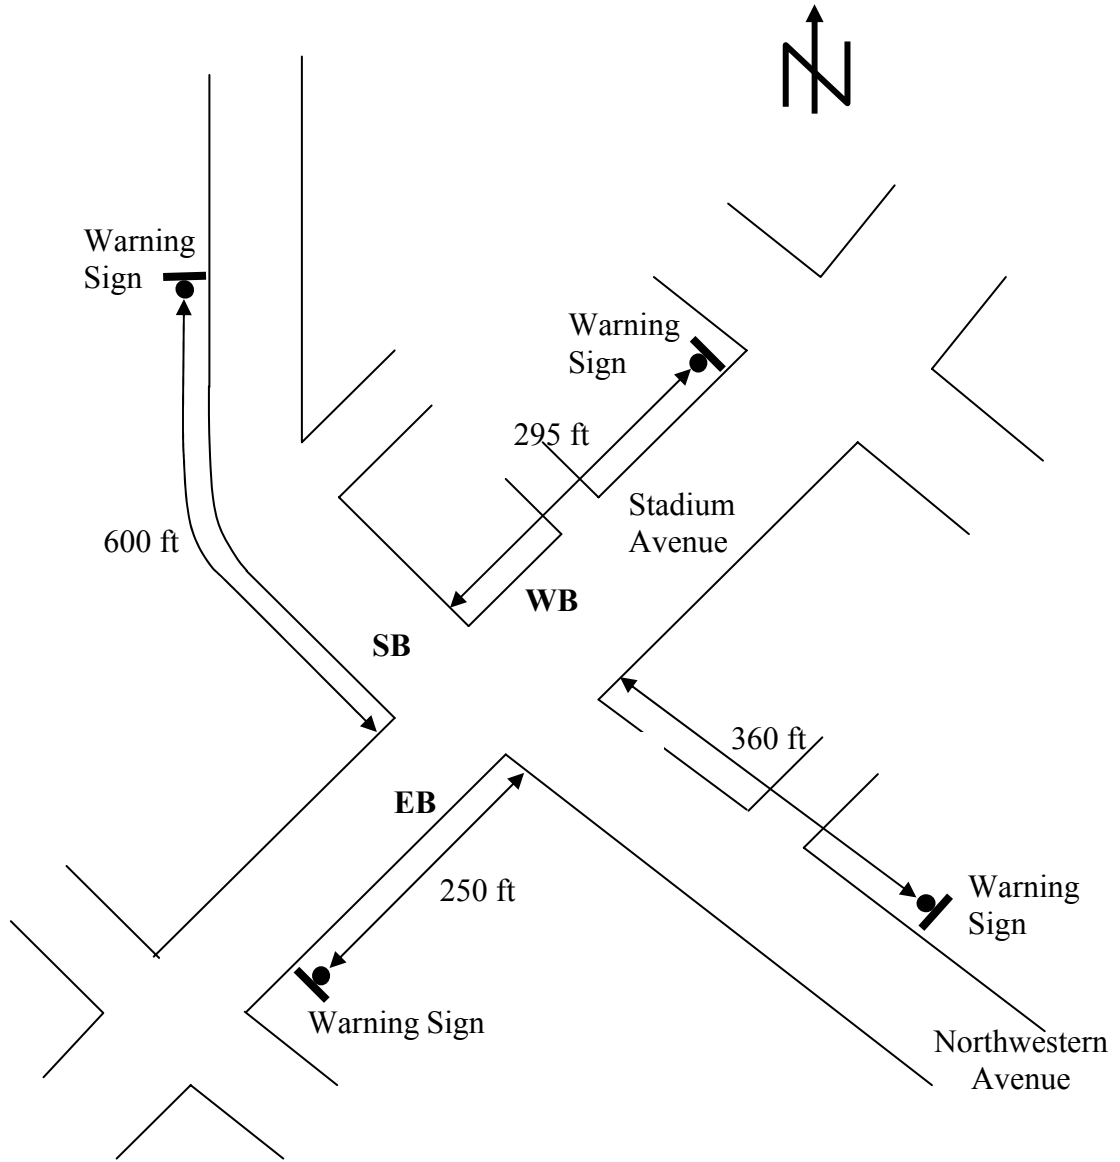 N
Warning
Sign
Warning
Sign
295 ft
Stadium
Avenue
600 ft
WB
SB
360 ft
EB
250 ft
Warning
Sign
Warning Sign
Northwestern
Avenue